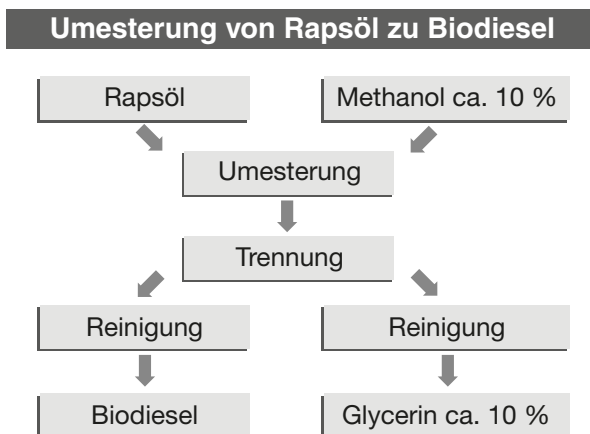 Umesterung von Rapsöl zu Biodiesel
Rapsöl
Methanol ca. 10 %
Umesterung
Trennung
Reinigung
Reinigung
Biodiesel
Glycerin ca. 10 %